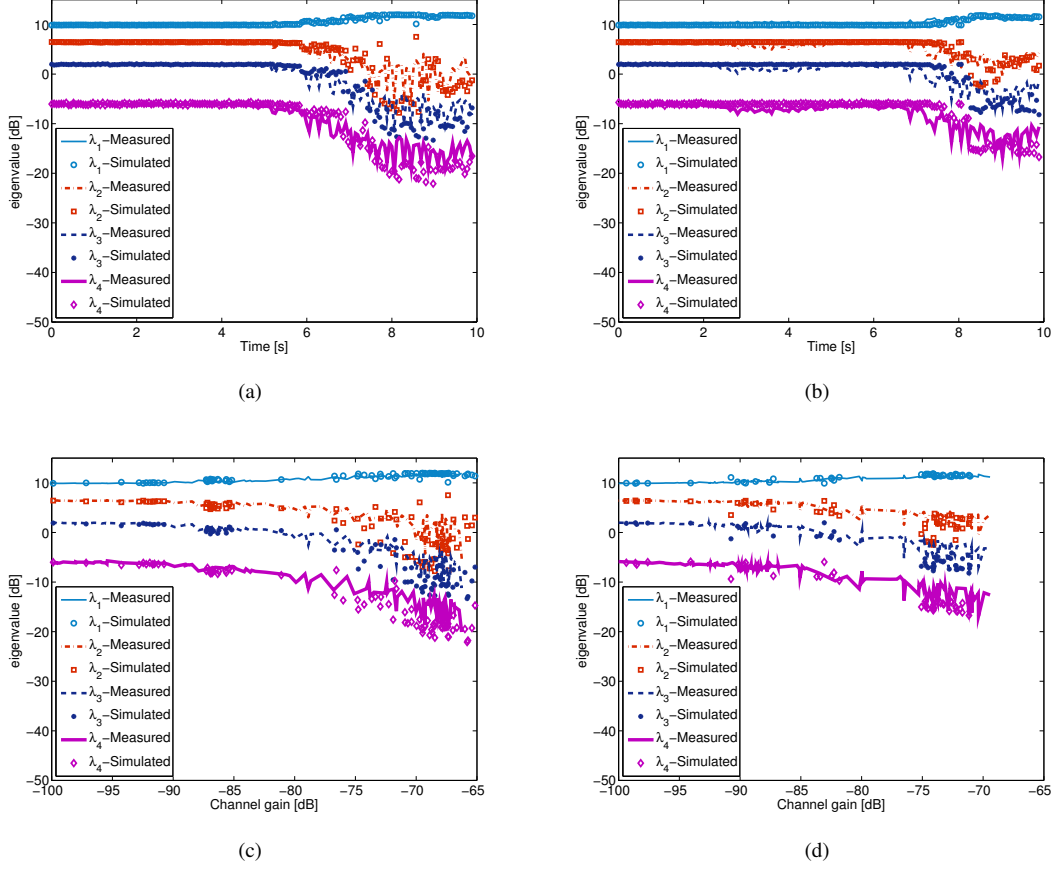 10
0
−10
−20
−30
−40
−50
eigenvalue [dB]
λ1−Measured
λ1−Simulated
λ2−Measured
λ2−Simulated
λ3−Measured
λ3−Simulated
λ4−Measured
λ4−Simulated
0 2 4 6 8 10
Time [s]
(a)
10
0
−10
−20
−30
−40
−50
eigenvalue [dB]
λ1−Measured
λ1−Simulated
λ2−Measured
λ2−Simulated
λ3−Measured
λ3−Simulated
λ4−Measured
λ4−Simulated
0 2 4 6 8 10
Time [s]
(b)
10
0
−10
−20
−30
−40
−50
eigenvalue [dB]
λ1−Measured
λ1−Simulated
λ2−Measured
λ2−Simulated
λ3−Measured
λ3−Simulated
λ4−Measured
λ4−Simulated
−100 −95 −90 −85 −80 −75 −70 −65
Channel gain [dB]
(c)
10
0
−10
−20
−30
−40
−50
eigenvalue [dB]
λ1−Measured
λ1−Simulated
λ2−Measured
λ2−Simulated
λ3−Measured
λ3−Simulated
λ4−Measured
λ4−Simulated
−100 −95 −90 −85 −80 −75 −70 −65
Channel gain [dB]
(d)